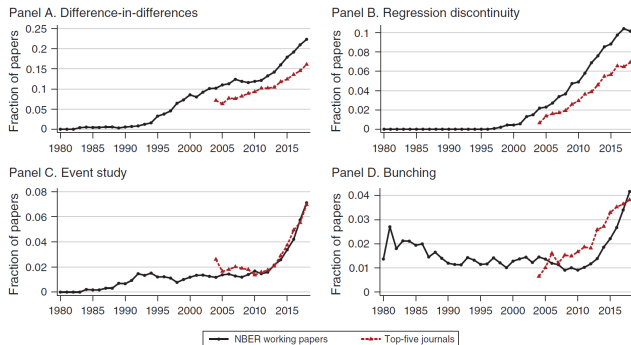 Panel A. Difference-in-differences
Fraction of papers
0.25
0.2
0.15
0.1
0.05
0
1980 1985 1990 1995 2000 2005 2010 2015
Panel B. Regression discontinuity
Fraction of papers
0.1
0.08
0.06
0.04
0.02
0
1980 1985 1990 1995 2000 2005 2010 2015
Panel C. Event study
Fraction of papers
0.08
0.06
0.04
0.02
0
1980 1985 1990 1995 2000 2005 2010 2015
Panel D. Bunching
Fraction of papers
0.04
0.03
0.02
0.01
0
1980 1985 1990 1995 2000 2005 2010 2015
NBER working papers Top-five journals